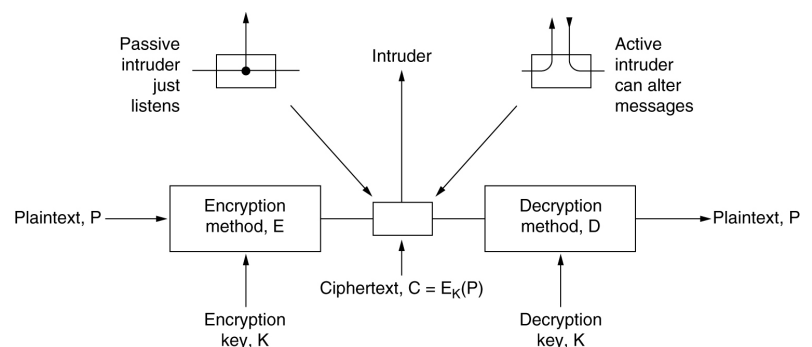 Passive
intruder
just
listens
Intruder
Active
intruder
can alter
messages
Plaintext, P
Encryption
method, E
Decryption
method, D
Plaintext, P
Ciphertext, C = E_K(P)
Encryption
key, K
Decryption
key, K